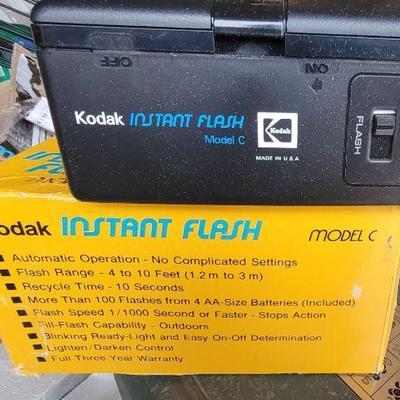 OFF
ON
Kodak INSTANT FLASH
Model C
Kodak
MADE IN U.S.A
FLASH
INSTANT FLASH
MODEL C
■ Automatic Operation - No Complicated Settings
■ Flash Range - 4 to 10 Feet (1.2 m to 3 m)
■ Recycle Time - 10 Seconds
■ More Than 100 Flashes from 4 AA-Size Batteries (Included)
■ Flash Speed 1/1000 Second or Faster - Stops Action
■ Fill-Flash Capability - Outdoors
■ Blinking Ready-Light and Easy On-Off Determination
■ Lighten/Darken Control
■ Full Three Year Warranty